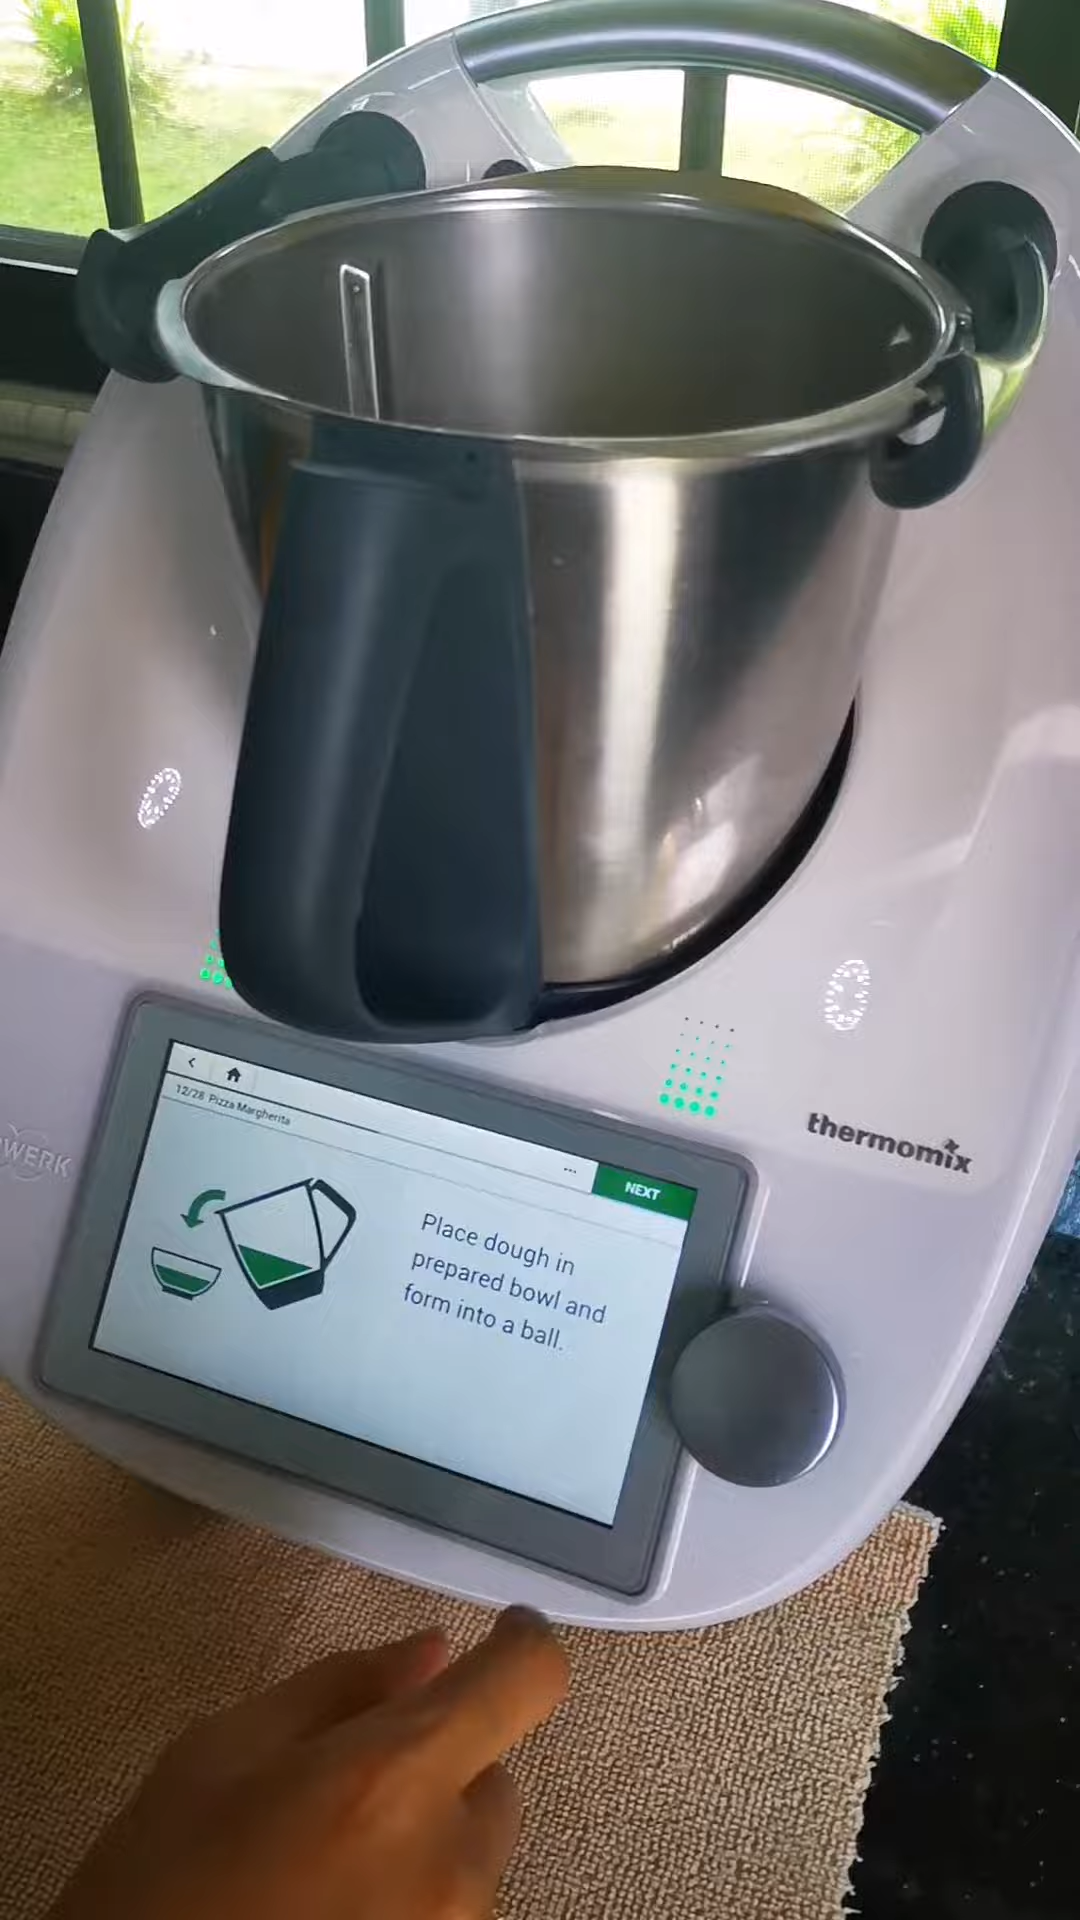 12/28 Pizza Margherita
NEXT
Place dough in
prepared bowl and
form into a ball.
thermomix
WERK